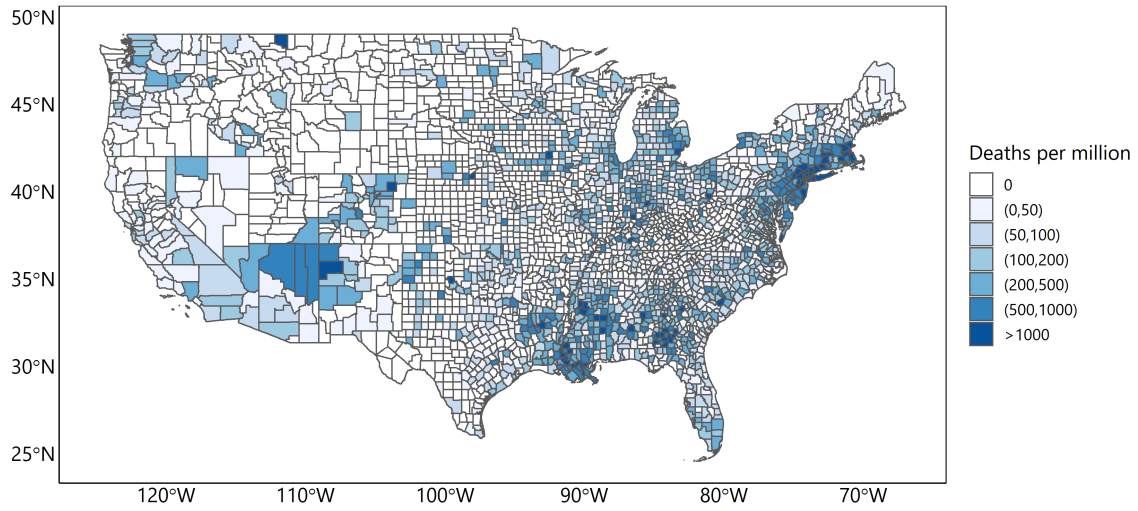 50°N
45°N
40°N
35°N
30°N
25°N
120°W 110°W 100°W 90°W 80°W 70°W
Deaths per million
0
(0,50)
(50,100)
(100,200)
(200,500)
(500,1000)
>1000